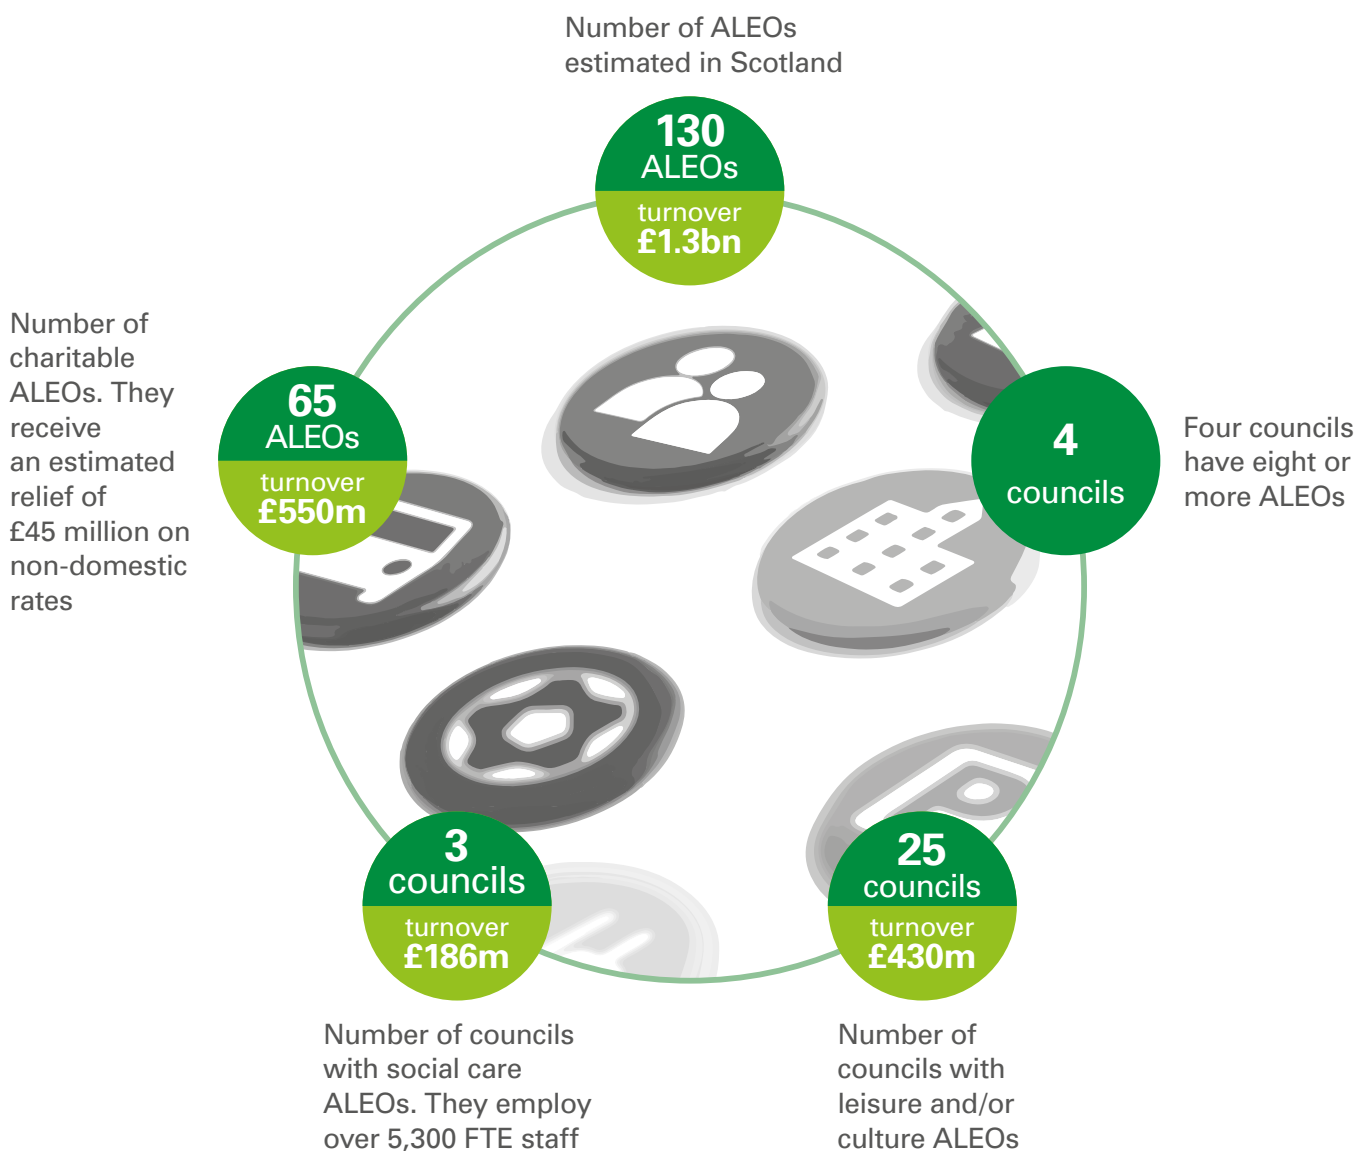 Number of ALEOs
estimated in Scotland
130
ALEOs
turnover
£1.3bn
Number of
charitable
ALEOs. They
receive
an estimated
relief of
£45 million on
non-domestic
rates
65
ALEOs
turnover
£550m
4
councils
Four councils
have eight or
more ALEOs
3
councils
turnover
£186m
Number of councils
with social care
ALEOs. They employ
over 5,300 FTE staff
25
councils
turnover
£430m
Number of
councils with
leisure and/or
culture ALEOs